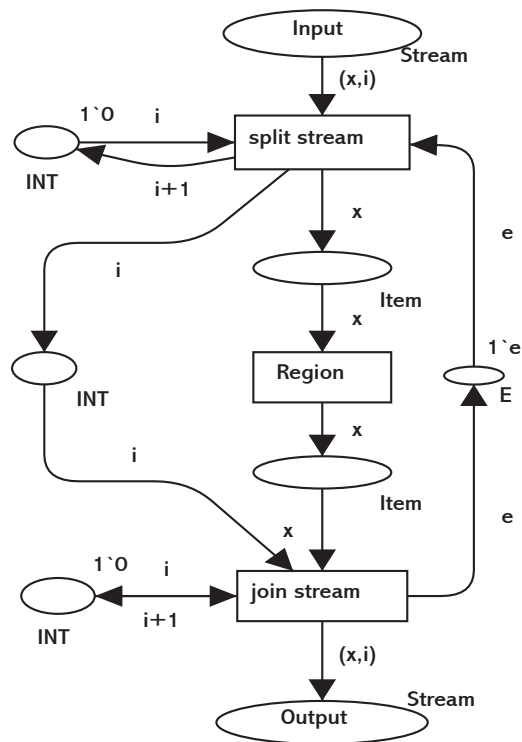 Input
Stream
(x,i)
1`0
i
split stream
i+1
INT
x
e
i
Item
x
1`e
Region
INT
E
x
i
Item
e
x
1`0
i
join stream
i+1
INT
(x,i)
Stream
Output